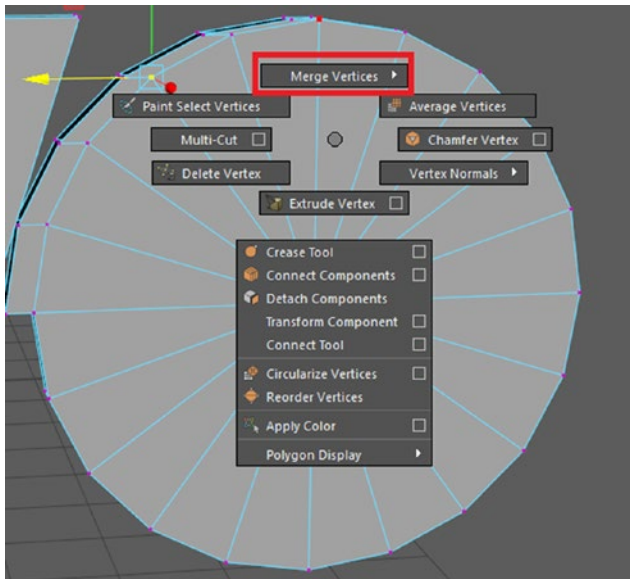 Merge Vertices
Paint Select Vertices
Average Vertices
Multi-Cut
Chamfer Vertex
Delete Vertex
Vertex Normals
Extrude Vertex
Crease Tool
Connect Components
Detach Components
Transform Component
Connect Tool
Circularize Vertices
Reorder Vertices
Apply Color
Polygon Display